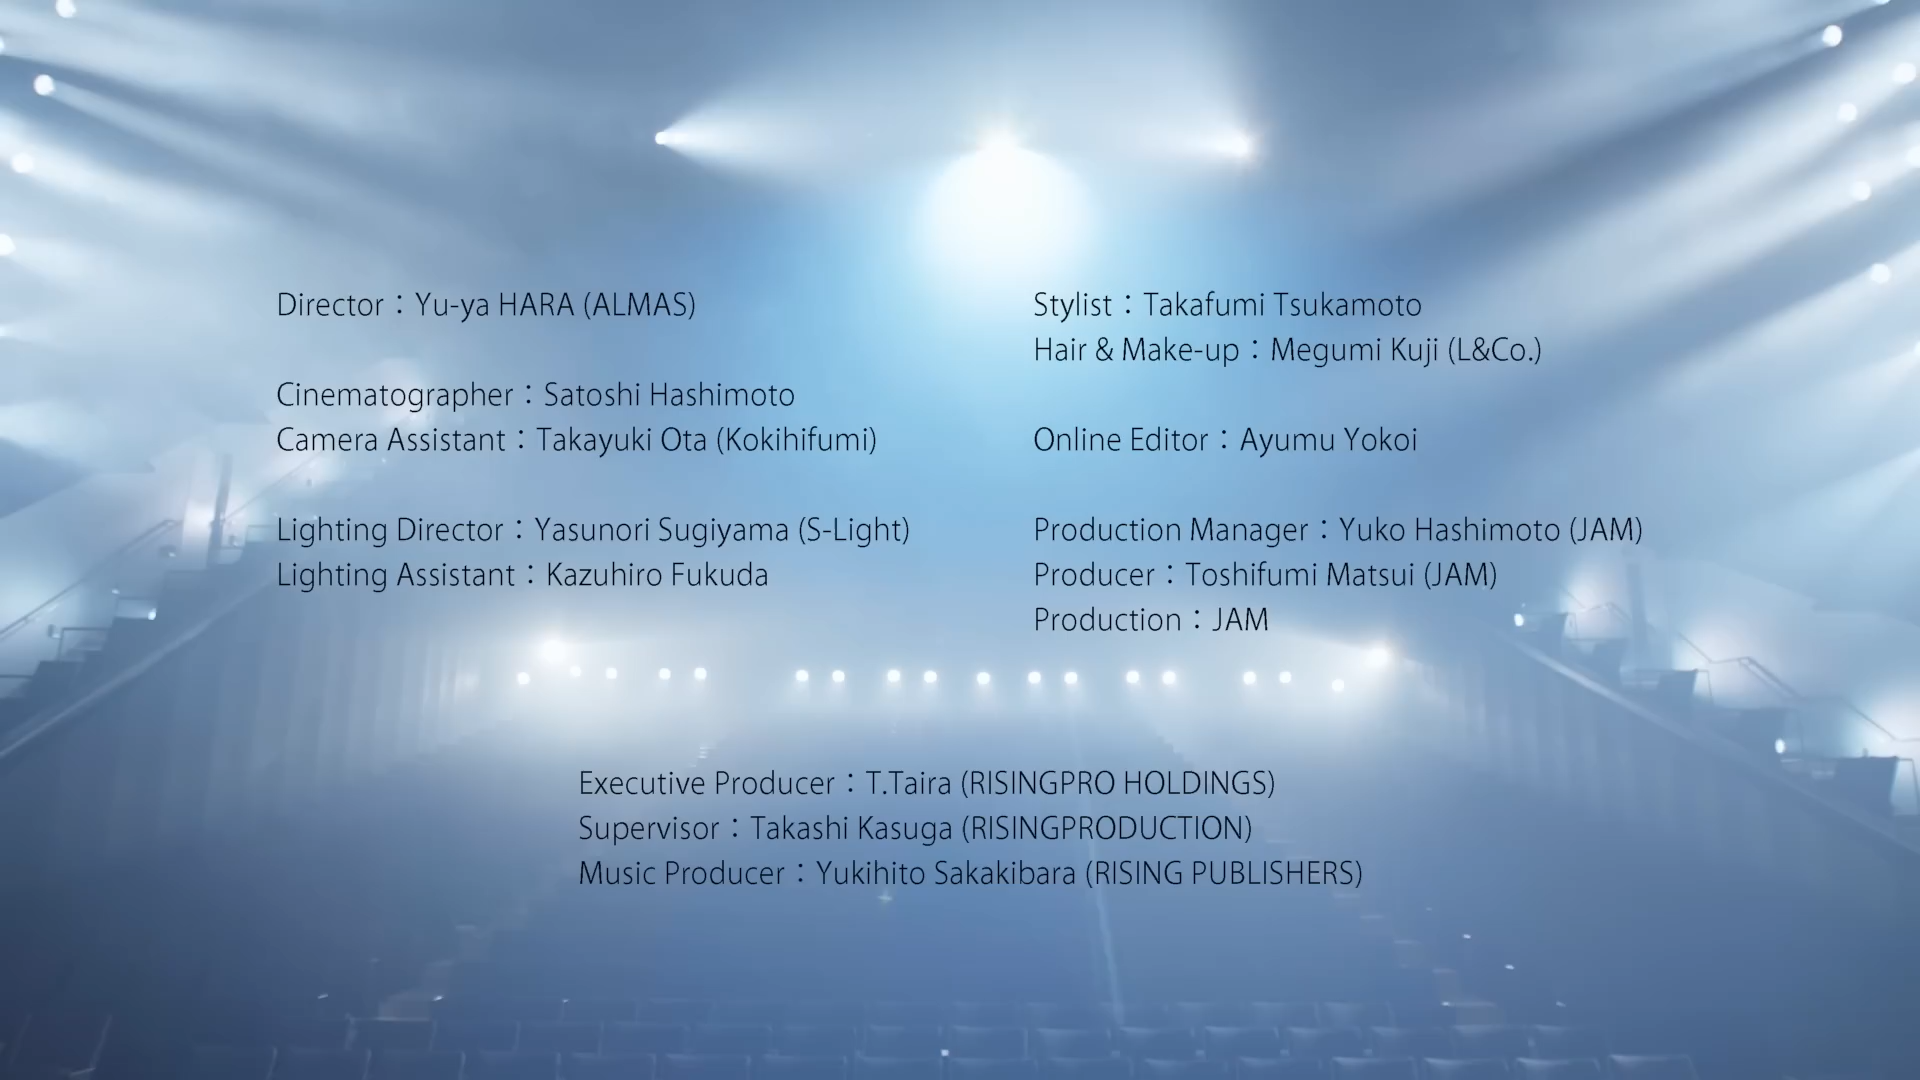 Director：Yu-ya HARA (ALMAS)
Cinematographer：Satoshi Hashimoto
Camera Assistant：Takayuki Ota (Kokihifumi)
Lighting Director：Yasunori Sugiyama (S-Light)
Lighting Assistant：Kazuhiro Fukuda
Stylist：Takafumi Tsukamoto
Hair & Make-up：Megumi Kuji (L&Co.)
Online Editor：Ayumu Yokoi
Production Manager：Yuko Hashimoto (JAM)
Producer：Toshifumi Matsui (JAM)
Production：JAM
Executive Producer：T.Taira (RISINGPRO HOLDINGS)
Supervisor：Takashi Kasuga (RISINGPRODUCTION)
Music Producer：Yukihito Sakakibara (RISING PUBLISHERS)